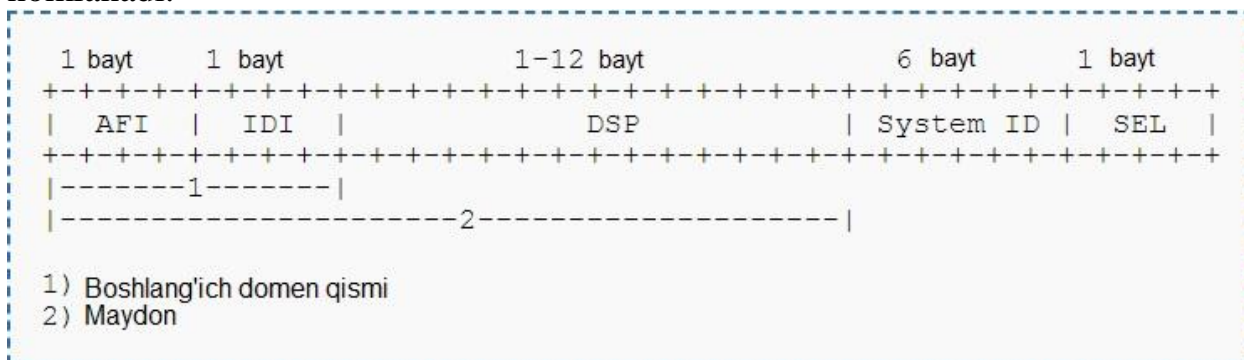 1 bayt 1 bayt 1-12 bayt 6 bayt 1 bayt
+-+-+-+-+-+-+-+-+-+-+-+-+-+-+-+-+-+-+-+-+-+-+-+-+-+-+-+-+-+-+-+-+
| AFI | IDI | DSP | System ID | SEL |
+-+-+-+-+-+-+-+-+-+-+-+-+-+-+-+-+-+-+-+-+-+-+-+-+-+-+-+-+-+-+-+-+
|-------1-------|
|----------------------2--------------------|
1) Boshlang'ich domen qismi
2) Maydon